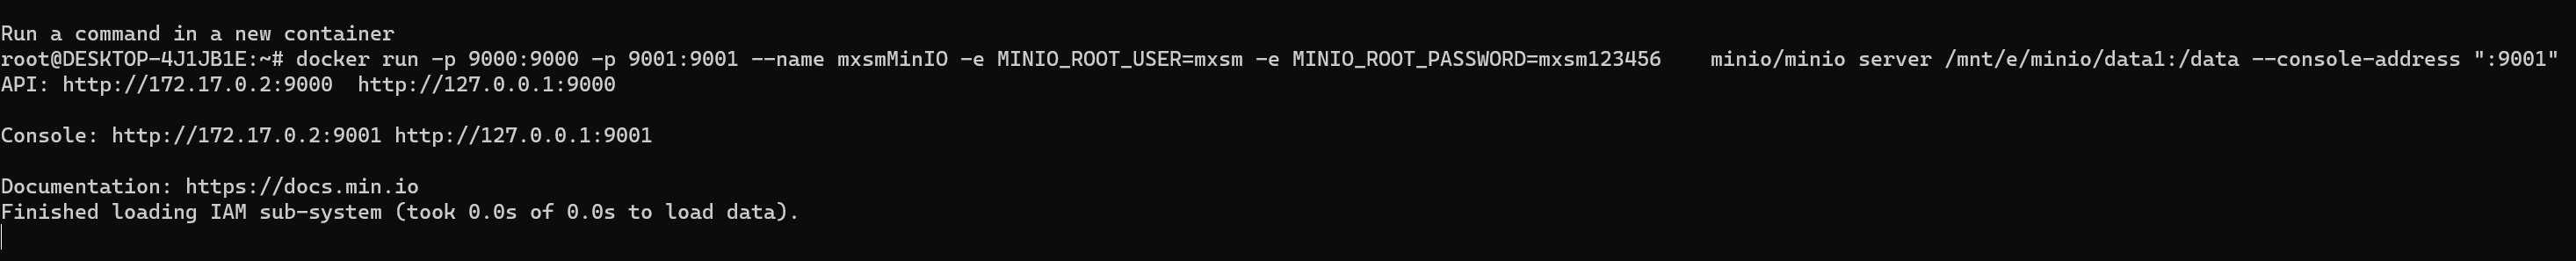 Run a command in a new container
root@DESKTOP-4J1JB1E:~# docker run -p 9000:9000 -p 9001:9001 --name mxsmMinIO -e MINIO_ROOT_USER=mxsm -e MINIO_ROOT_PASSWORD=mxsm123456    minio/minio server /mnt/e/minio/data1:/data --console-address ":9001"
API: http://172.17.0.2:9000  http://127.0.0.1:9000
Console: http://172.17.0.2:9001 http://127.0.0.1:9001
Documentation: https://docs.min.io
Finished loading IAM sub-system (took 0.0s of 0.0s to load data).